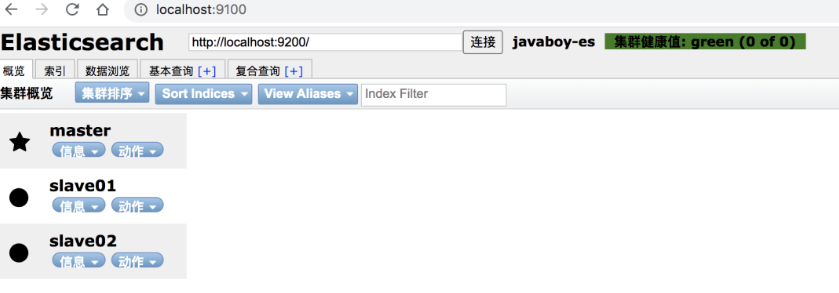 localhost:9100
Elasticsearch http://localhost:9200/ 连接 javaboy-es 集群健康值: green (0 of 0)
概览 索引 数据浏览 基本查询 [+] 复合查询 [+]
集群概览 集群排序 Sort Indices View Aliases Index Filter
master
信息 动作
slave01
信息 动作
slave02
信息 动作